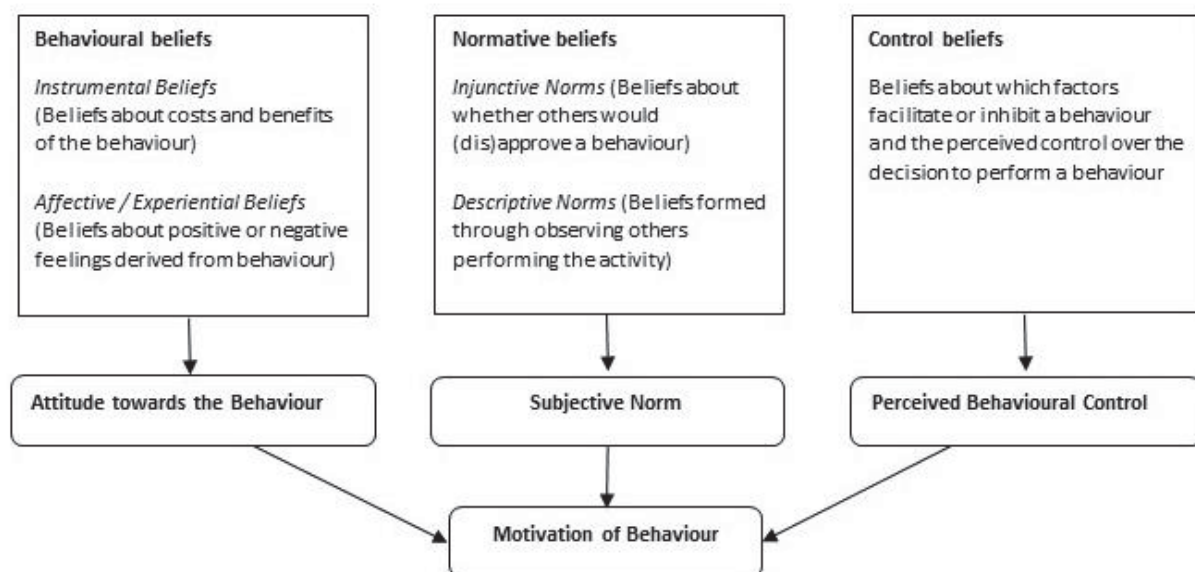 Behavioural beliefs
Instrumental Beliefs
(Beliefs about costs and benefits
of the behaviour)
Affective / Experiential Beliefs
(Beliefs about positive or negative
feelings derived from behaviour)
Normative beliefs
Injunctive Norms (Beliefs about
whether others would
(dis)approve a behaviour)
Descriptive Norms (Beliefs formed
through observing others
performing the activity)
Control beliefs
Beliefs about which factors
facilitate or inhibit a behaviour
and the perceived control over the
decision to perform a behaviour
Attitude towards the Behaviour
Subjective Norm
Perceived Behavioural Control
Motivation of Behaviour